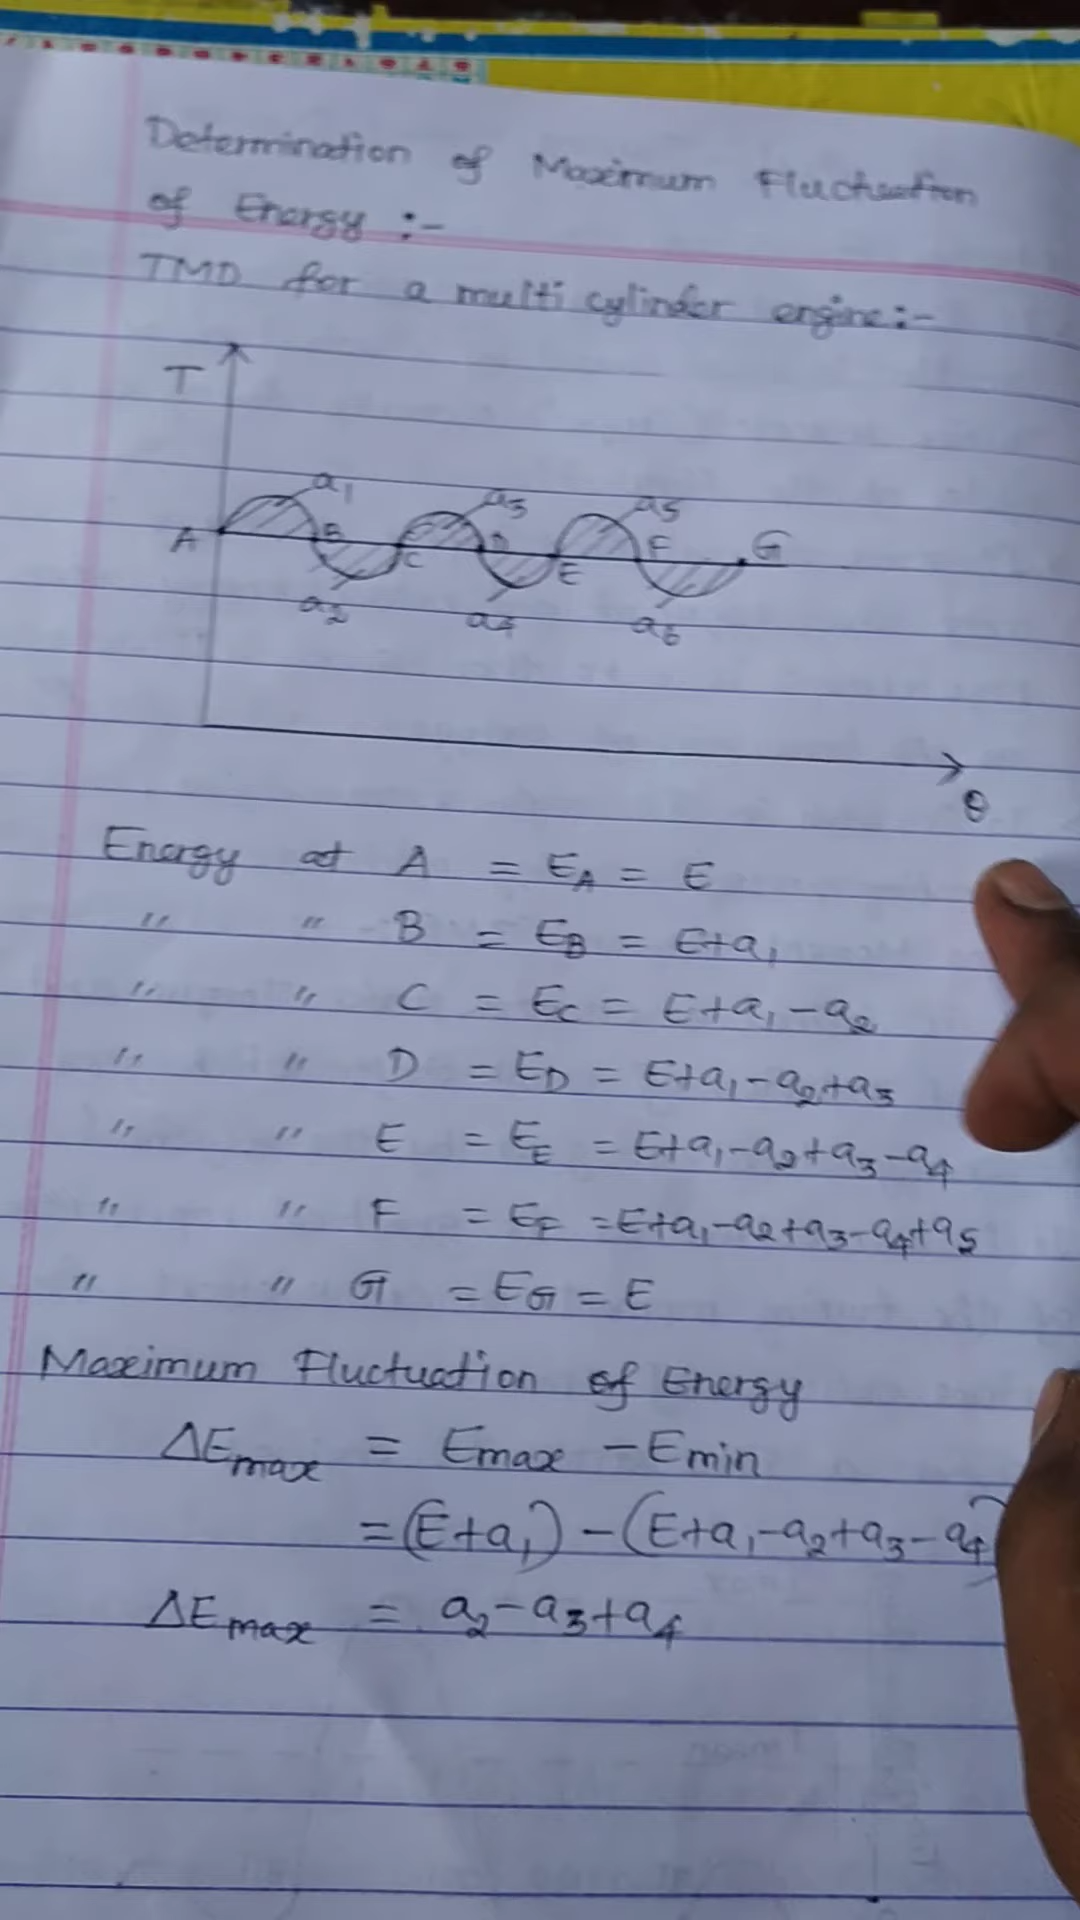 Determination of Maximum Fluctuation
of Energy :-
TMD for a multi cylinder engine:-
T
a1 a3 a5
A B C D E F G
a2 a4 a6
θ
Energy at A = EA = E
" " B = EB = E+a1
" " C = EC = E+a1-a2
" " D = ED = E+a1-a2+a3
" " E = EE = E+a1-a2+a3-a4
" " F = EF = E+a1-a2+a3-a4+a5
" " G = EG = E
Maximum Fluctuation of Energy
ΔEmax = Emax - Emin
= (E+a1) - (E+a1-a2+a3-a4)
ΔEmax = a2-a3+a4